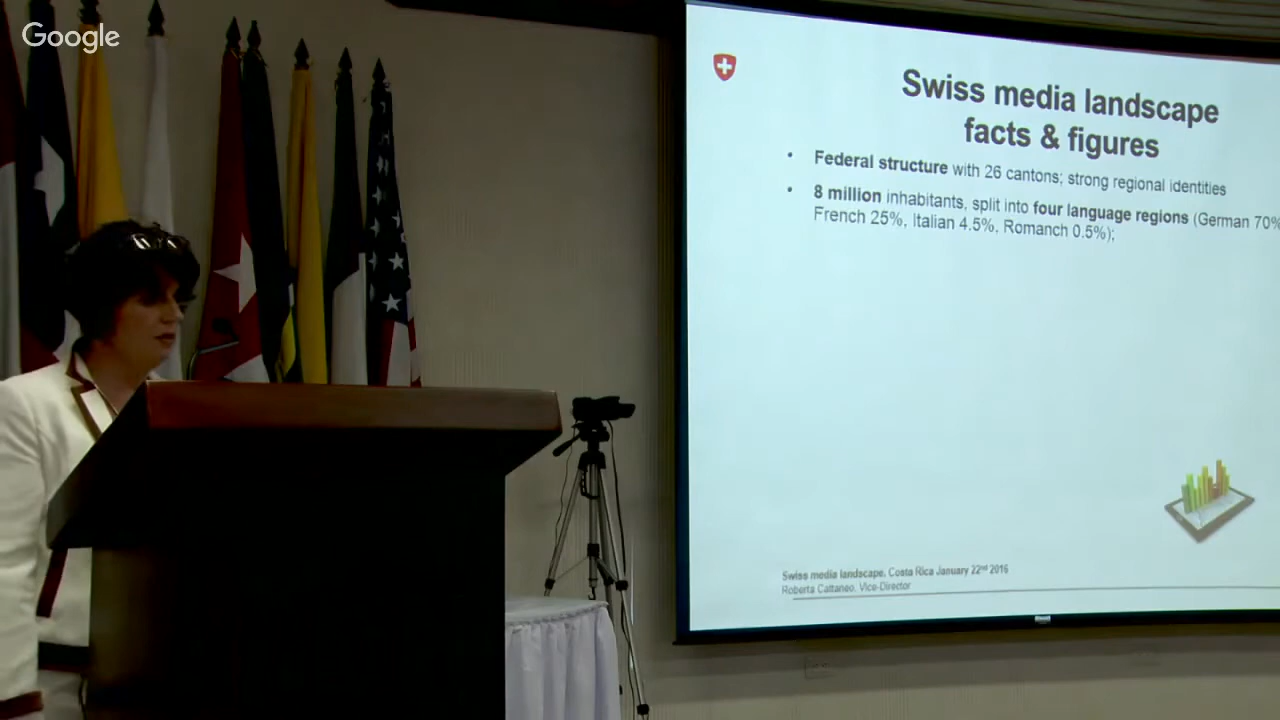 Google
Swiss media landscape
facts & figures
• Federal structure with 26 cantons; strong regional identities
• 8 million inhabitants, split into four language regions (German 70%
French 25%, Italian 4.5%, Romanch 0.5%);
Swiss media landscape, Costa Rica January 22nd 2016
Roberta Cattaneo, Vice-Director